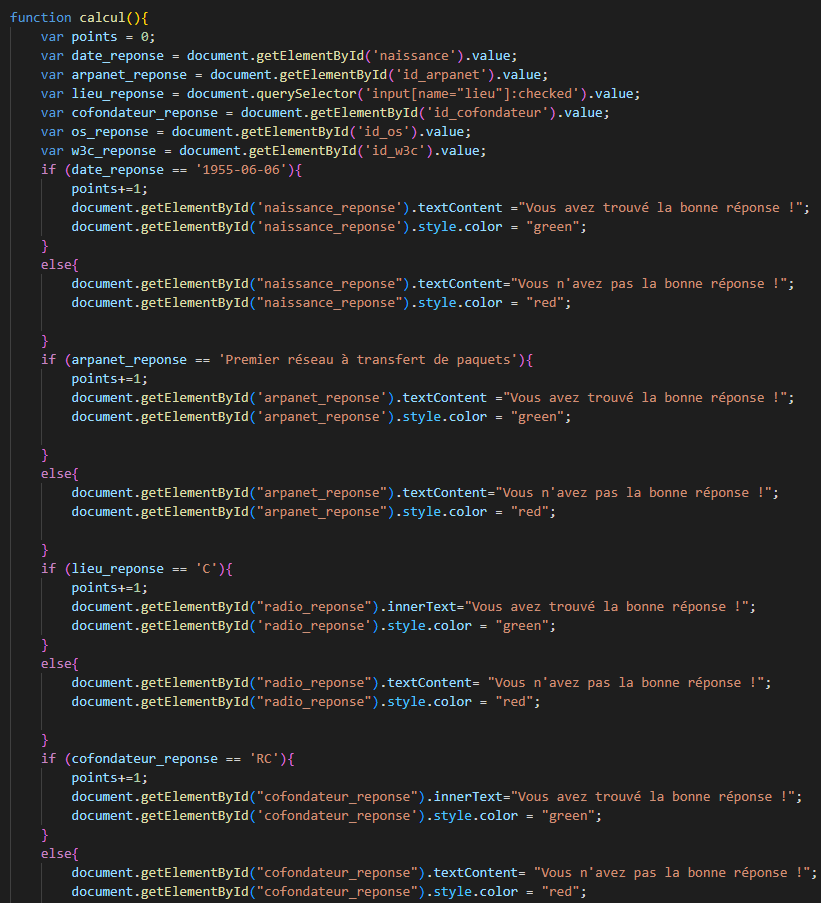 function calcul(){
    var points = 0;
    var date_reponse = document.getElementById('naissance').value;
    var arpanet_reponse = document.getElementById('id_arpanet').value;
    var lieu_reponse = document.querySelector('input[name="lieu"]:checked').value;
    var cofondateur_reponse = document.getElementById('id_cofondateur').value;
    var os_reponse = document.getElementById('id_os').value;
    var w3c_reponse = document.getElementById('id_w3c').value;
    if (date_reponse == '1955-06-06'){
        points+=1;
        document.getElementById('naissance_reponse').textContent ="Vous avez trouvé la bonne réponse !";
        document.getElementById('naissance_reponse').style.color = "green";
    }
    else{
        document.getElementById("naissance_reponse").textContent="Vous n'avez pas la bonne réponse !";
        document.getElementById("naissance_reponse").style.color = "red";
    }
    if (arpanet_reponse == 'Premier réseau à transfert de paquets'){
        points+=1;
        document.getElementById('arpanet_reponse').textContent ="Vous avez trouvé la bonne réponse !";
        document.getElementById('arpanet_reponse').style.color = "green";
    }
    else{
        document.getElementById("arpanet_reponse").textContent="Vous n'avez pas la bonne réponse !";
        document.getElementById("arpanet_reponse").style.color = "red";
    }
    if (lieu_reponse == 'C'){
        points+=1;
        document.getElementById("radio_reponse").innerText="Vous avez trouvé la bonne réponse !";
        document.getElementById('radio_reponse').style.color = "green";
    }
    else{
        document.getElementById("radio_reponse").textContent= "Vous n'avez pas la bonne réponse !";
        document.getElementById("radio_reponse").style.color = "red";
    }
    if (cofondateur_reponse == 'RC'){
        points+=1;
        document.getElementById("cofondateur_reponse").innerText="Vous avez trouvé la bonne réponse !";
        document.getElementById('cofondateur_reponse').style.color = "green";
    }
    else{
        document.getElementById("cofondateur_reponse").textContent= "Vous n'avez pas la bonne réponse !";
        document.getElementById("cofondateur_reponse").style.color = "red";